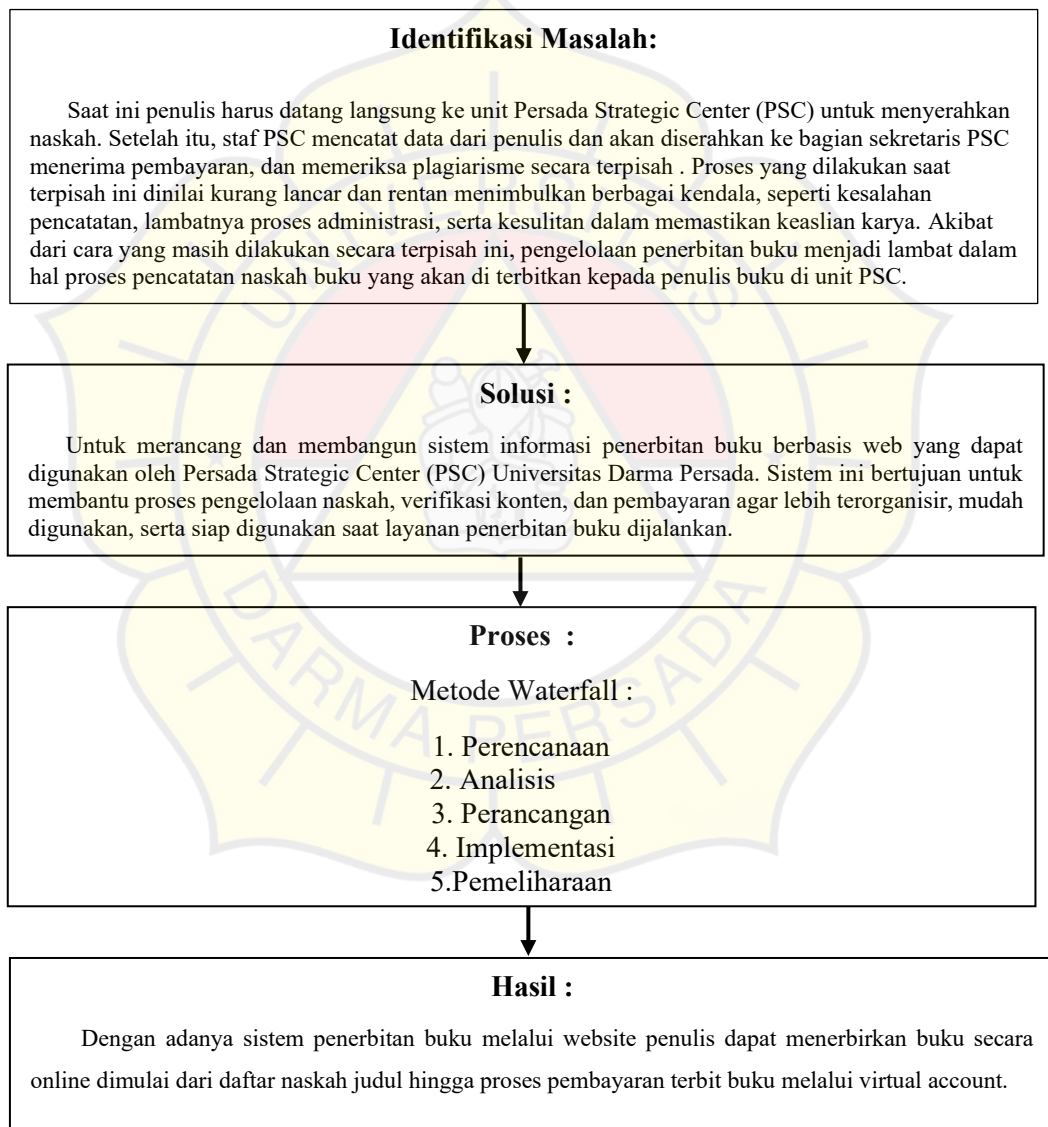 Identifikasi Masalah:
Saat ini penulis harus datang langsung ke unit Persada Strategic Center (PSC) untuk menyerahkan
naskah. Setelah itu, staf PSC mencatat data dari penulis dan akan diserahkan ke bagian sekretaris PSC
menerima pembayaran, dan memeriksa plagiarisme secara terpisah . Proses yang dilakukan saat
terpisah ini dinilai kurang lancar dan rentan menimbulkan berbagai kendala, seperti kesalahan
pencatatan, lambatnya proses administrasi, serta kesulitan dalam memastikan keaslian karya. Akibat
dari cara yang masih dilakukan secara terpisah ini, pengelolaan penerbitan buku menjadi lambat dalam
hal proses pencatatan naskah buku yang akan di terbitkan kepada penulis buku di unit PSC.
Solusi :
Untuk merancang dan membangun sistem informasi penerbitan buku berbasis web yang dapat
digunakan oleh Persada Strategic Center (PSC) Universitas Darma Persada. Sistem ini bertujuan untuk
membantu proses pengelolaan naskah, verifikasi konten, dan pembayaran agar lebih terorganisir, mudah
digunakan, serta siap digunakan saat layanan penerbitan buku dijalankan.
Proses :
Metode Waterfall :
1. Perencanaan
2. Analisis
3. Perancangan
4. Implementasi
5.Pemeliharaan
Hasil :
Dengan adanya sistem penerbitan buku melalui website penulis dapat menerbirkan buku secara
online dimulai dari daftar naskah judul hingga proses pembayaran terbit buku melalui virtual account.
UNIVERSITAS
DARMA PERSADA